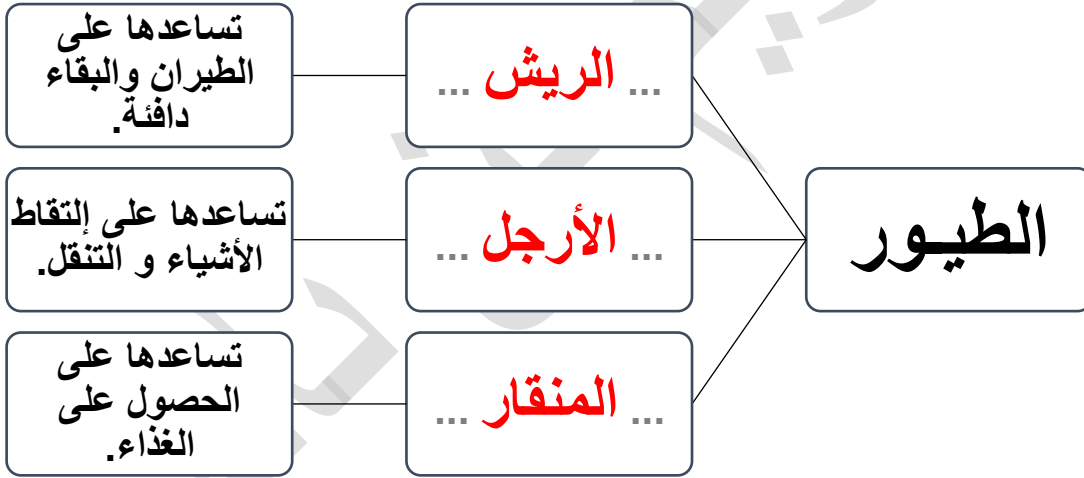 الطيـور
... الريش ...
تساعدها على
الطيران والبقاء
دافئة.
... الأرجل ...
تساعدها على إلتقاط
الأشياء و التنقل.
... المنقار ...
تساعدها على
الحصول على
الغذاء.